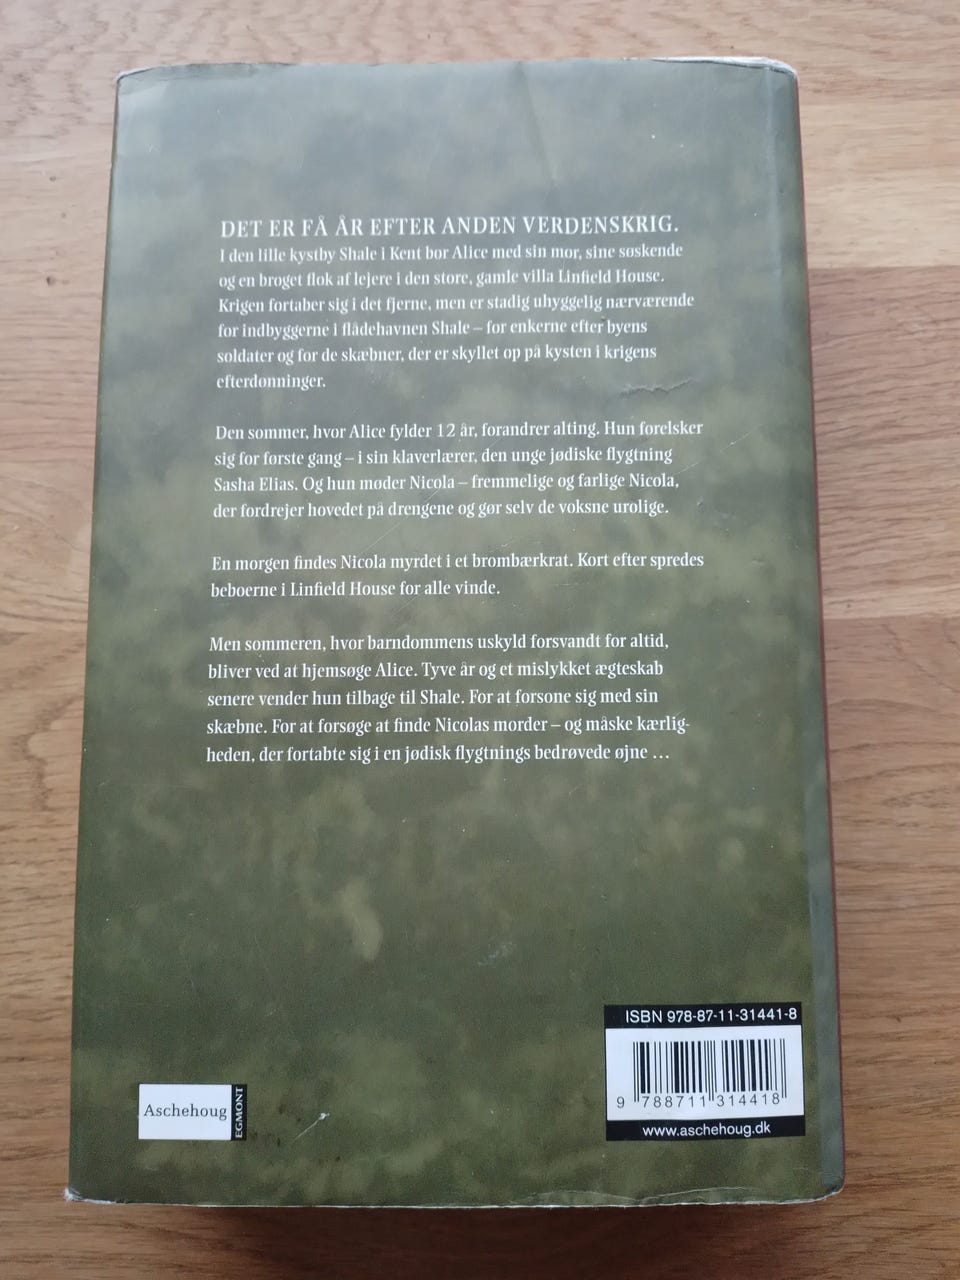 DET ER FÅ ÅR EFTER ANDEN VERDENSKRIG.
I den lille kystby Shale i Kent bor Alice med sin mor, sine søskende
og en broget flok af lejere i den store, gamle villa Linfield House.
Krigen fortaber sig i det fjerne, men er stadig uhyggelig nærværende
for indbyggerne i flådehavnen Shale – for enkerne efter byens
soldater og for de skæbner, der er skyllet op på kysten i krigens
efterdønninger.
Den sommer, hvor Alice fylder 12 år, forandrer alting. Hun forelsker
sig for første gang – i sin klaverlærer, den unge jødiske flygtning
Sasha Elias. Og hun møder Nicola – fremmelige og farlige Nicola,
der fordrejer hovedet på drengene og gør selv de voksne urolige.
En morgen findes Nicola myrdet i et brombærkrat. Kort efter spredes
beboerne i Linfield House for alle vinde.
Men sommeren, hvor barndommens uskyld forsvandt for altid,
bliver ved at hjemsøge Alice. Tyve år og et mislykket ægteskab
senere vender hun tilbage til Shale. For at forsone sig med sin
skæbne. For at forsøge at finde Nicolas morder – og måske kærlig-
heden, der fortabte sig i en jødisk flygtnings bedrøvede øjne ...
ISBN 978-87-11-31441-8
9 788711 314418
www.aschehoug.dk
Aschehoug
EGMONT